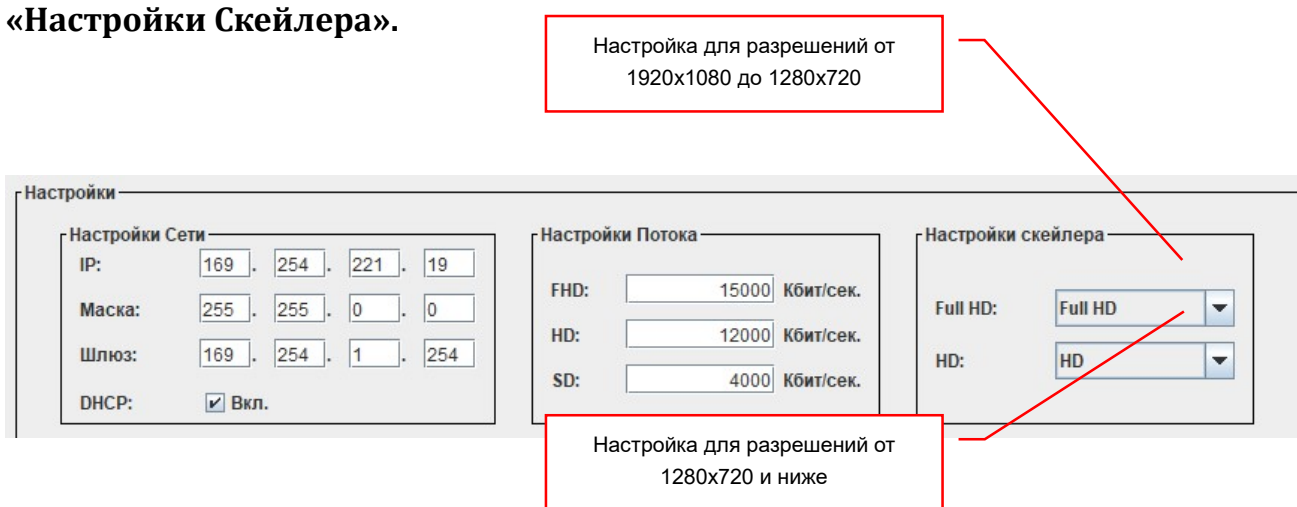 «Настройки Скейлера».
Настройка для разрешений от
1920x1080 до 1280x720
Настройки
Настройки Сети
IP: 169 . 254 . 221 . 19
Маска: 255 . 255 . 0 . 0
Шлюз: 169 . 254 . 1 . 254
DHCP: Вкл.
Настройки Потока
FHD: 15000 Кбит/сек.
HD: 12000 Кбит/сек.
SD: 4000 Кбит/сек.
Настройки скейлера
Full HD: Full HD
HD: HD
Настройка для разрешений от
1280x720 и ниже